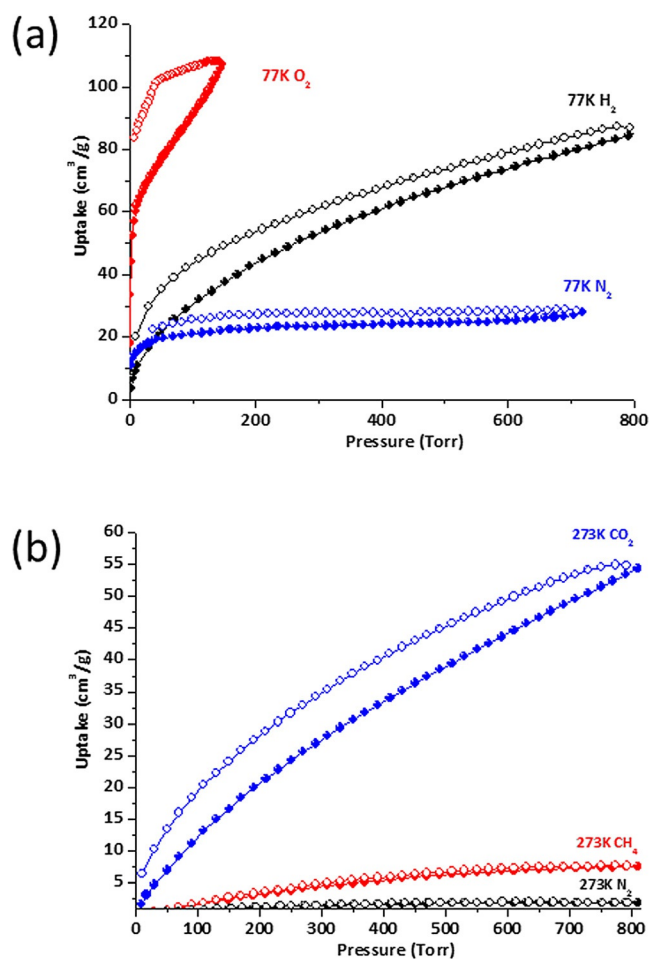 (a)
120
100
80
60
40
20
0
0 200 400 600 800
Uptake (cm³/g)
Pressure (Torr)
77K O₂
77K H₂
77K N₂
(b)
60
55
50
45
40
35
30
25
20
15
10
5
0 100 200 300 400 500 600 700 800
Uptake (cm³/g)
Pressure (Torr)
273K CO₂
273K CH₄
273K N₂